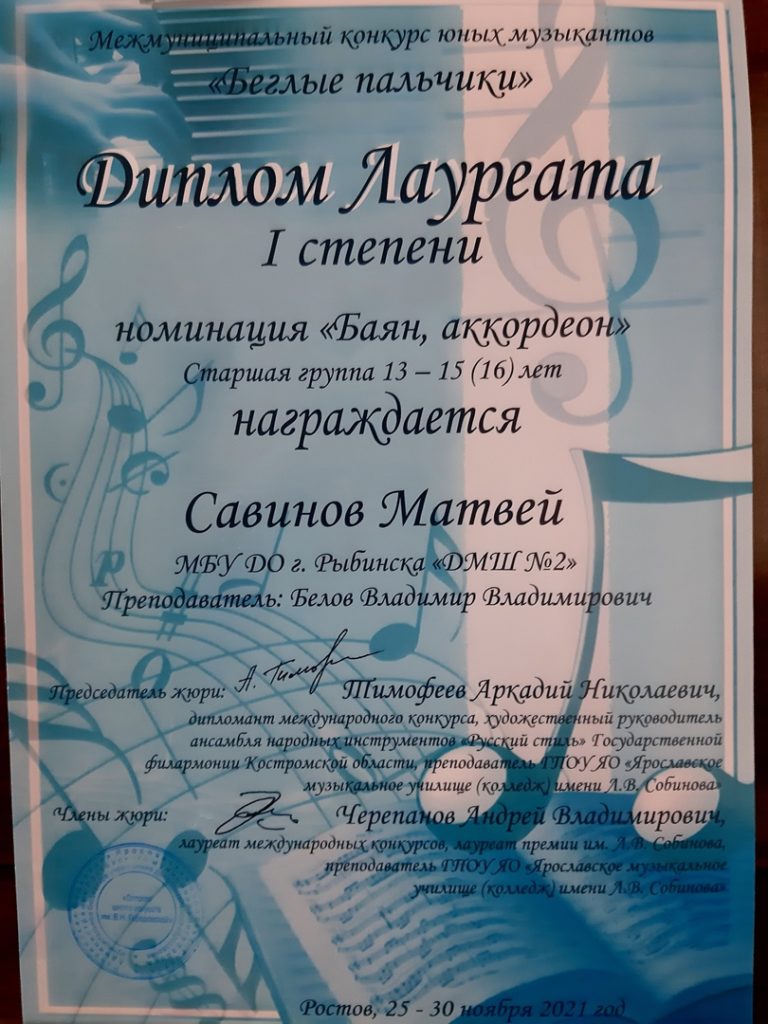 Межмуниципальный конкурс юных музыкантов
«Беглые пальчики»
Диплом Лауреата
I степени
номинация «Баян, аккордеон»
Старшая группа 13 – 15 (16) лет
награждается
Савинов Матвей
МБУ ДО г. Рыбинска «ДМШ №2»
Преподаватель: Белов Владимир Владимирович
Председатель жюри: А. Тимофеев Тимофеев Аркадий Николаевич,
дипломант международного конкурса, художественный руководитель
ансамбля народных инструментов «Русский стиль» Государственной
филармонии Костромской области, преподаватель ГПОУ ЯО «Ярославское
музыкальное училище (колледж) имени Л.В. Собинова»
Члены жюри: Черепанов Андрей Владимирович,
лауреат международных конкурсов, лауреат премии им. Л.В. Собинова,
преподаватель ГПОУ ЯО «Ярославское музыкальное
училище (колледж) имени Л.В. Собинова»
Ростов, 25 - 30 ноября 2021 год